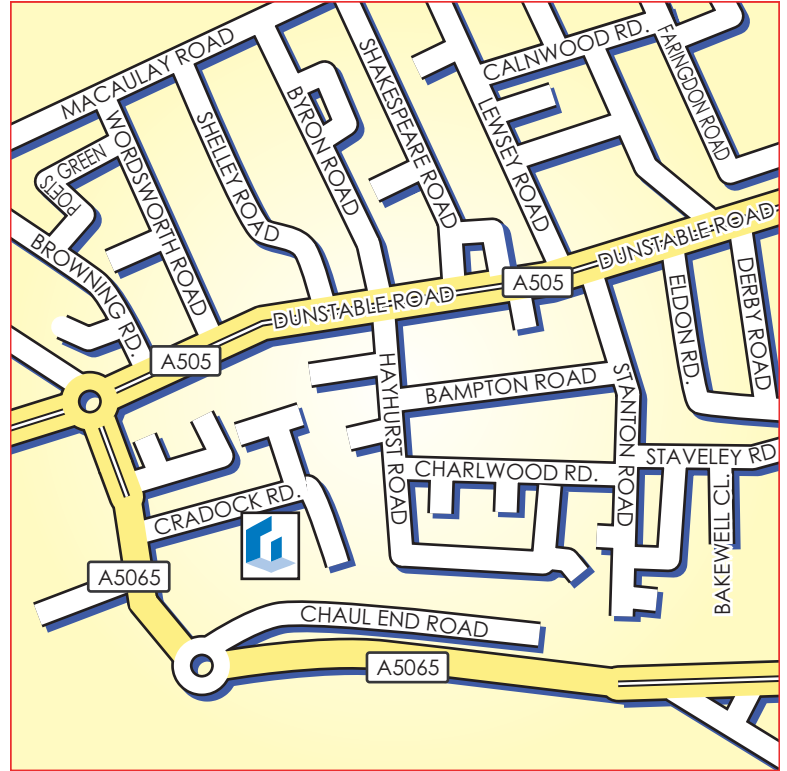 MACAULAY ROAD
SHAKESPEARE ROAD
CALNWOOD RD.
FARINGDON ROAD
BYRON ROAD
LEWSEY ROAD
SHELLEY ROAD
WORDSWORTH ROAD
POETS GREEN
BROWNING RD.
DUNSTABLE ROAD
DUNSTABLE ROAD
A505
A505
ELDON RD.
DERBY ROAD
HAYHURST ROAD
BAMPTON ROAD
STANTON ROAD
CHARLWOOD RD.
STAVELEY RD
BAKEWELL CL.
CRADOCK RD.
A5065
CHAUL END ROAD
A5065